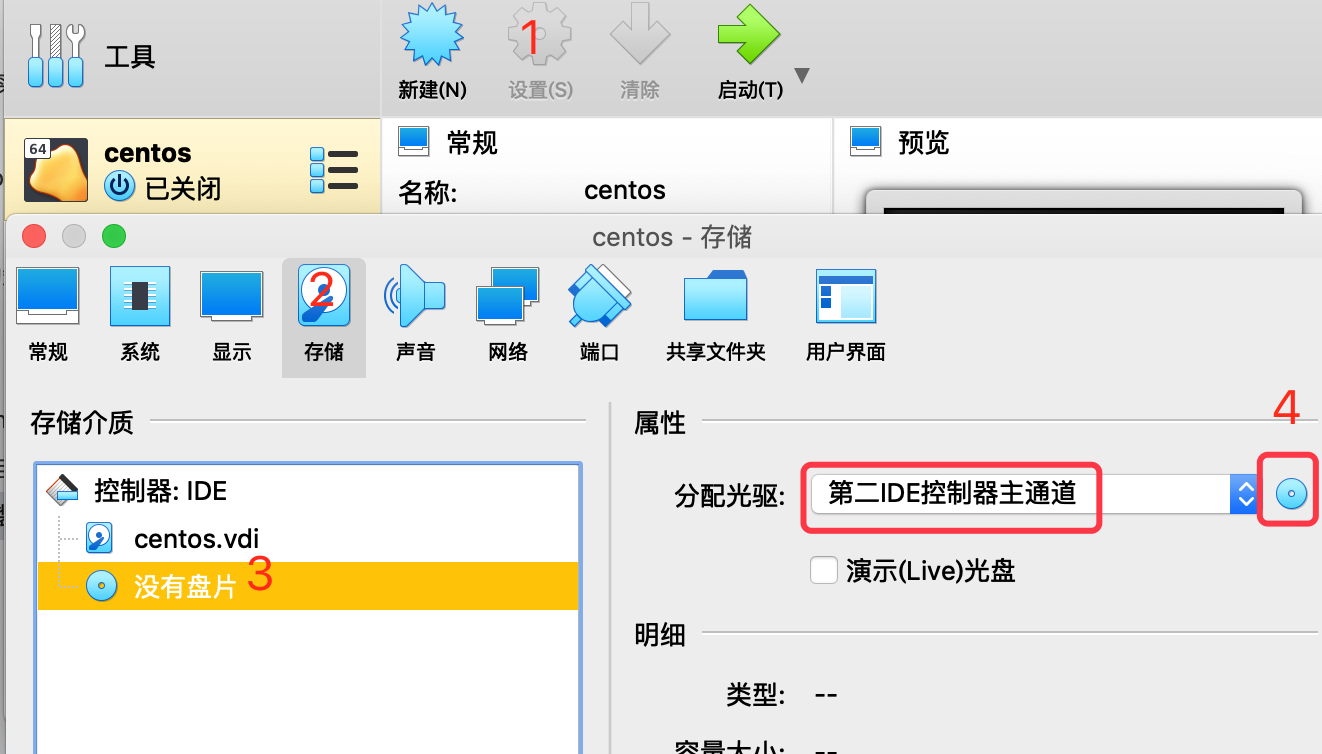 工具
新建(N)
1
设置(S)
清除
启动(T)
64
centos
已关闭
常规
名称:
centos
预览
centos - 存储
常规
系统
2
显示
存储
声音
网络
端口
共享文件夹
用户界面
存储介质
控制器: IDE
centos.vdi
没有盘片
3
属性
4
分配光驱:
第二IDE控制器主通道
演示(Live)光盘
明细
类型:
--
容量大小:
--